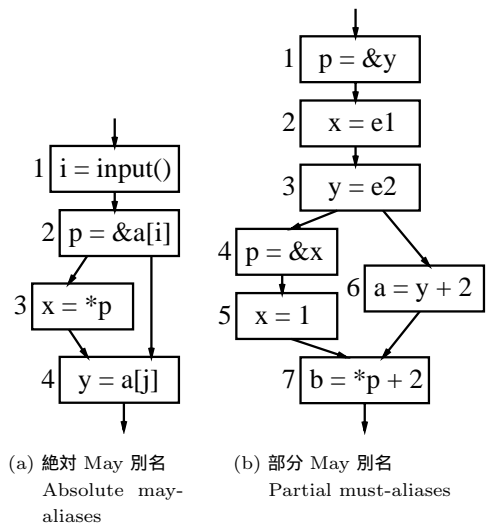 1 i = input()
2 p = &a[i]
3 x = *p
4 y = a[j]
(a) 絶対 May 別名
Absolute may-
aliases
1 p = &y
2 x = e1
3 y = e2
4 p = &x
5 x = 1
6 a = y + 2
7 b = *p + 2
(b) 部分 May 別名
Partial must-aliases